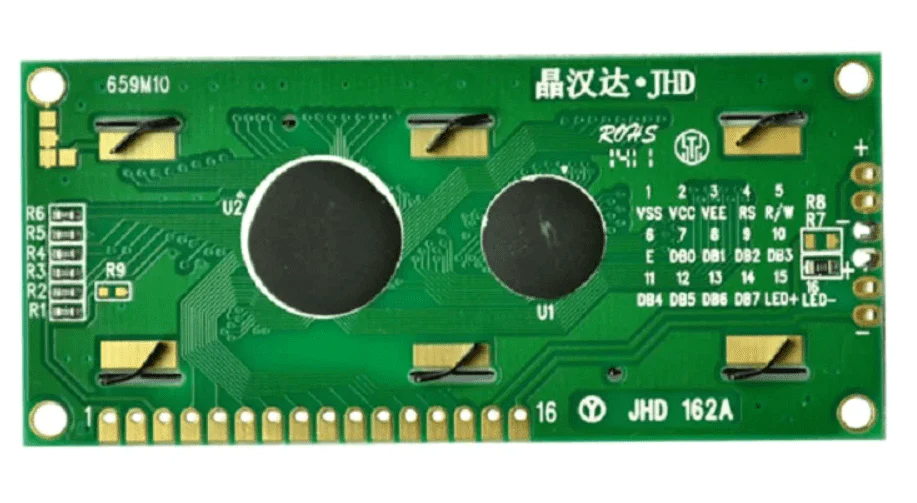 659M10
晶汉达·JHD
ROHS
1411
1 2 3 4 5
VSS VCC VEE RS R/W
6 7 8 9 10
E DB0 DB1 DB2 DB3
11 12 13 14 15 16
DB4 DB5 DB6 DB7 LED+ LED-
R8
R7
+
-
+
-
U2
U1
R6
R5
R4
R3
R2
R1
R9
1
16
JHD 162A